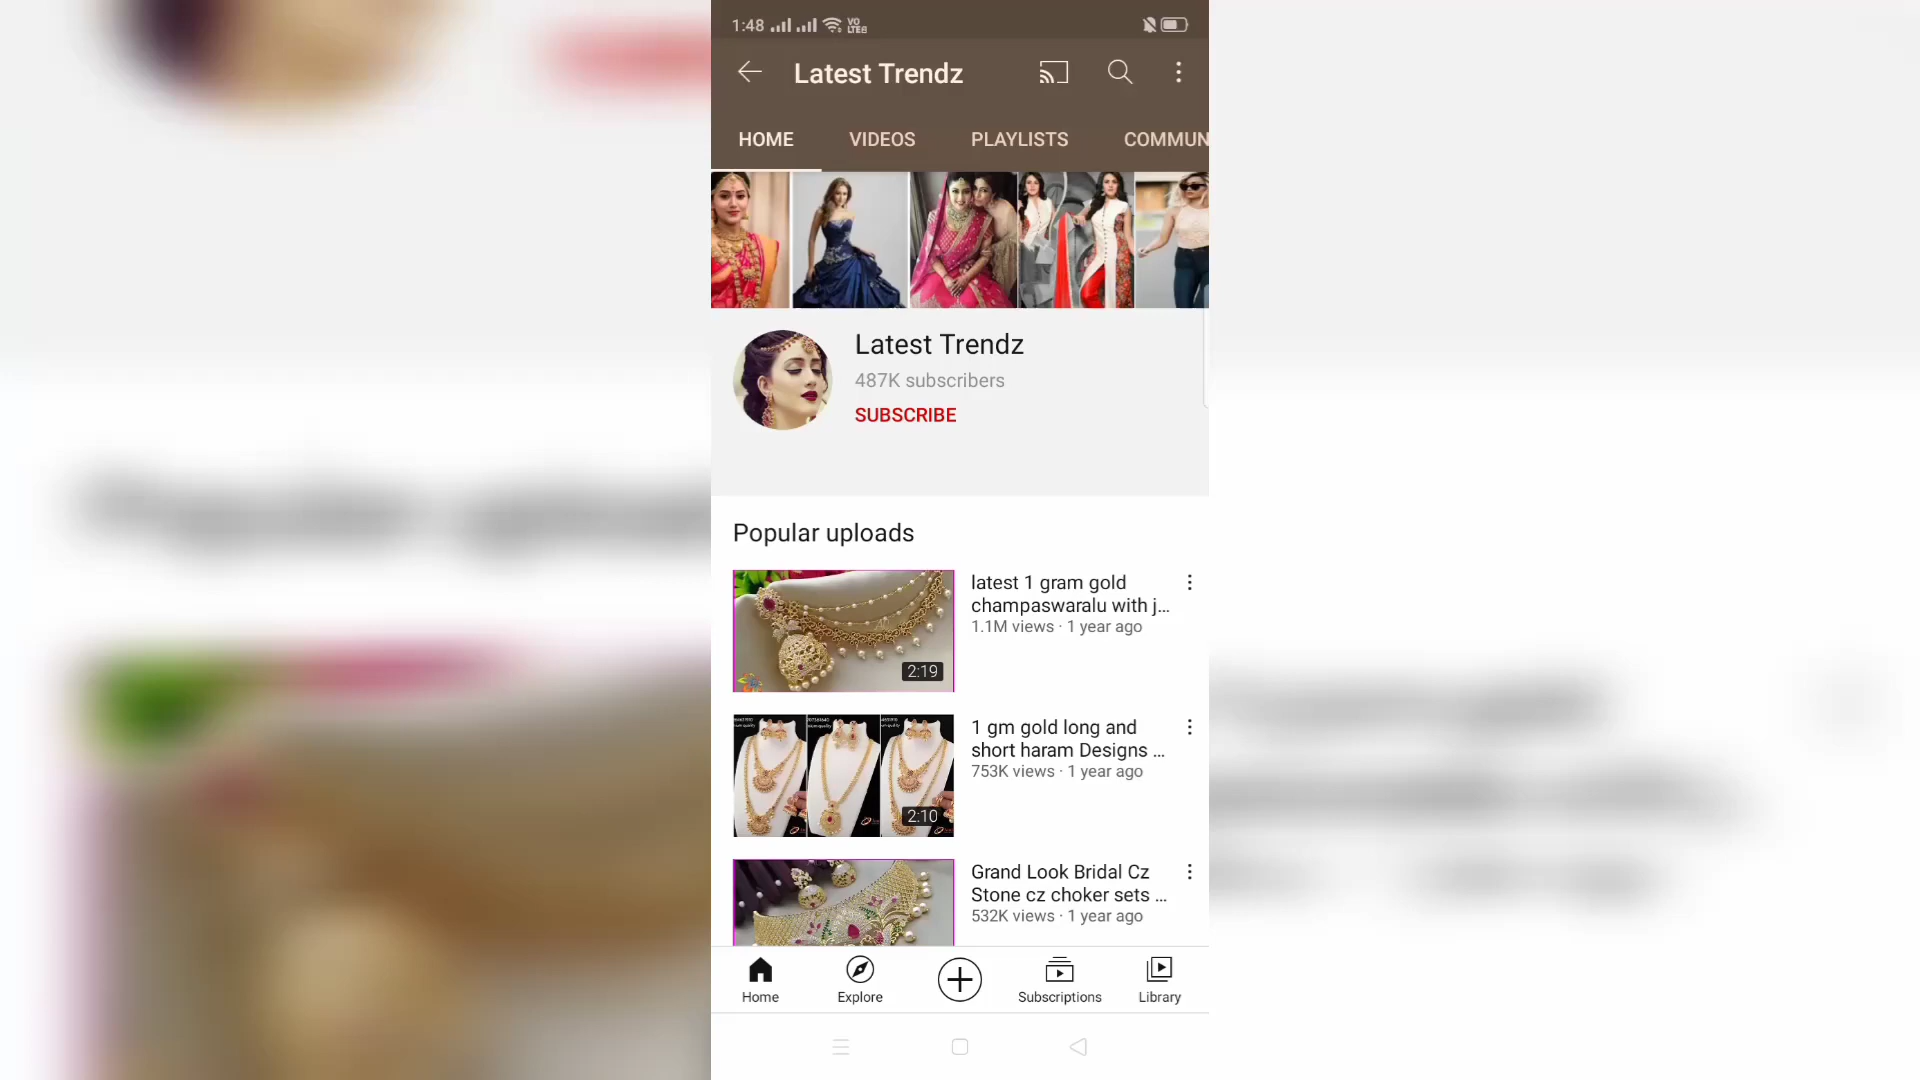 1:48 VO LTE
Latest Trendz
HOME VIDEOS PLAYLISTS COMMUN
Latest Trendz
487K subscribers
SUBSCRIBE
Popular uploads
latest 1 gram gold
champaswaralu with j...
1.1M views · 1 year ago
2:19
1 gm gold long and
short haram Designs ...
753K views · 1 year ago
2:10
Grand Look Bridal Cz
Stone cz choker sets ...
532K views · 1 year ago
Home Explore Subscriptions Library